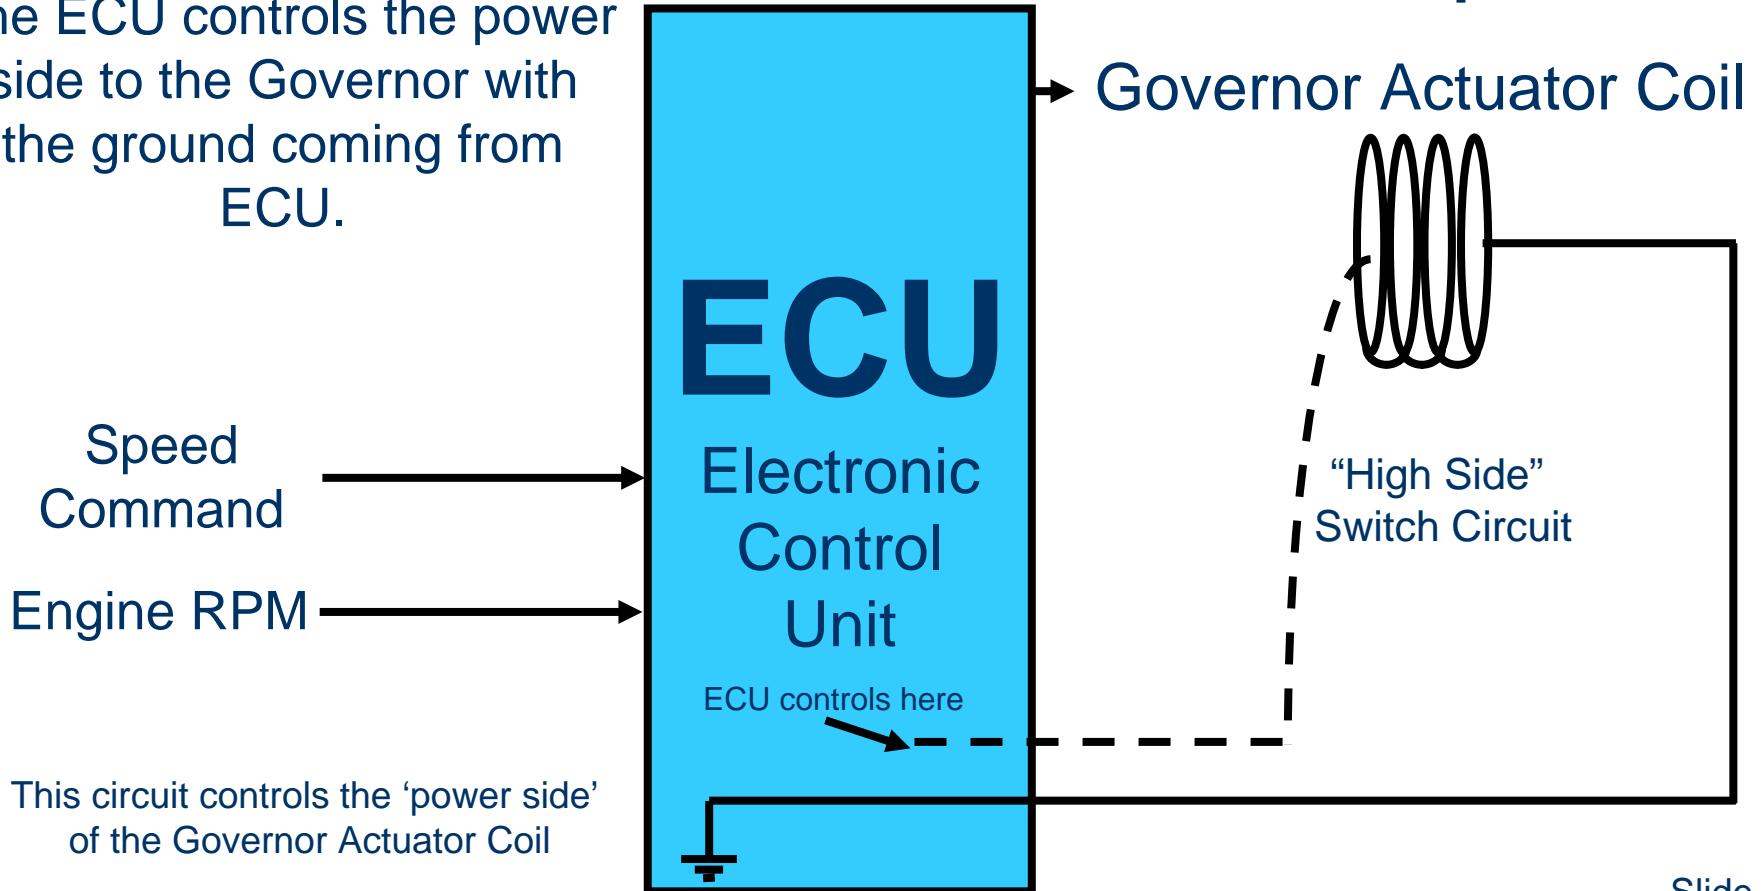 ne ECU controls the power
side to the Governor with
the ground coming from
ECU.
Governor Actuator Coil
ECU
Electronic
Control
Unit
ECU controls here
Speed
Command
Engine RPM
“High Side”
Switch Circuit
This circuit controls the ‘power side’
of the Governor Actuator Coil
Slide